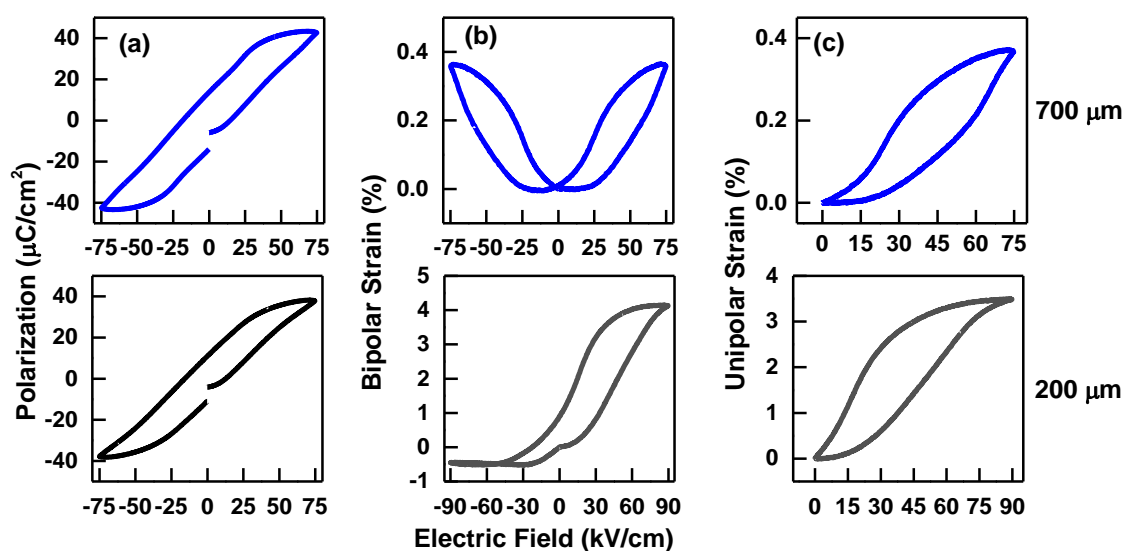 (a)
(b)
(c)
40
20
0
-20
-40
-75 -50 -25 0 25 50 75
0.4
0.2
0.0
-75 -50 -25 0 25 50 75
0.4
0.2
0.0
0 15 30 45 60 75
700 μm
Polarization (μC/cm²)
Bipolar Strain (%)
Unipolar Strain (%)
40
20
0
-20
-40
-75 -50 -25 0 25 50 75
5
4
3
2
1
0
-1
-90 -60 -30 0 30 60 90
4
3
2
1
0
0 15 30 45 60 75 90
200 μm
Electric Field (kV/cm)